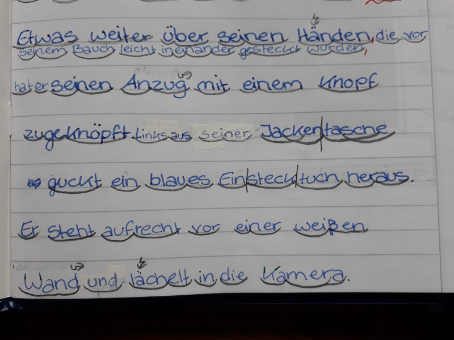 Etwas weiter über seinen Händen, die vor
seinem Bauch leicht ineinander gesteckt wurden,
hat er seinen Anzug mit einem Knopf
zugeknöpft. Links aus seiner Jackentasche
guckt ein blaues Einstecktuch heraus.
Er steht aufrecht vor einer weißen
Wand und lächelt in die Kamera.